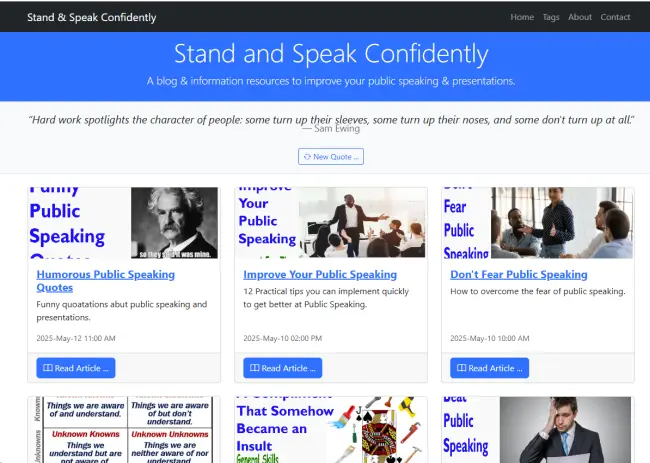 Stand & Speak Confidently
Home Tags About Contact
Stand and Speak Confidently
A blog & information resources to improve your public speaking & presentations.
“Hard work spotlights the character of people: some turn up their sleeves, some turn up their noses, and some don't turn up at all.”
— Sam Ewing
New Quote ...
Funny
Public
Speaking
Quotes
so they said it was mine.
Humorous Public Speaking
Quotes
Funny quoatations abut public speaking and
presentations.
2025-May-12 11:00 AM
Read Article ...
Improve
Your
Public
Speaking
Improve Your Public Speaking
12 Practical tips you can implement quickly
to get better at Public Speaking.
2025-May-10 02:00 PM
Read Article ...
Fear
Public
Speaking
Don't Fear Public Speaking
How to overcome the fear of public speaking.
2025-May-10 10:00 AM
Read Article ...
Knowns
Unknowns
Things we are aware
of and understand.
Things we are aware
of but don't
understand.
Unknown Knowns
Things we
understand but are
not aware of
Unknown Unknowns
Things we are
neither aware of nor
understand
A Compliment
That Somehow
Became an
Insult
General Skills
Beat
Public
Speaking